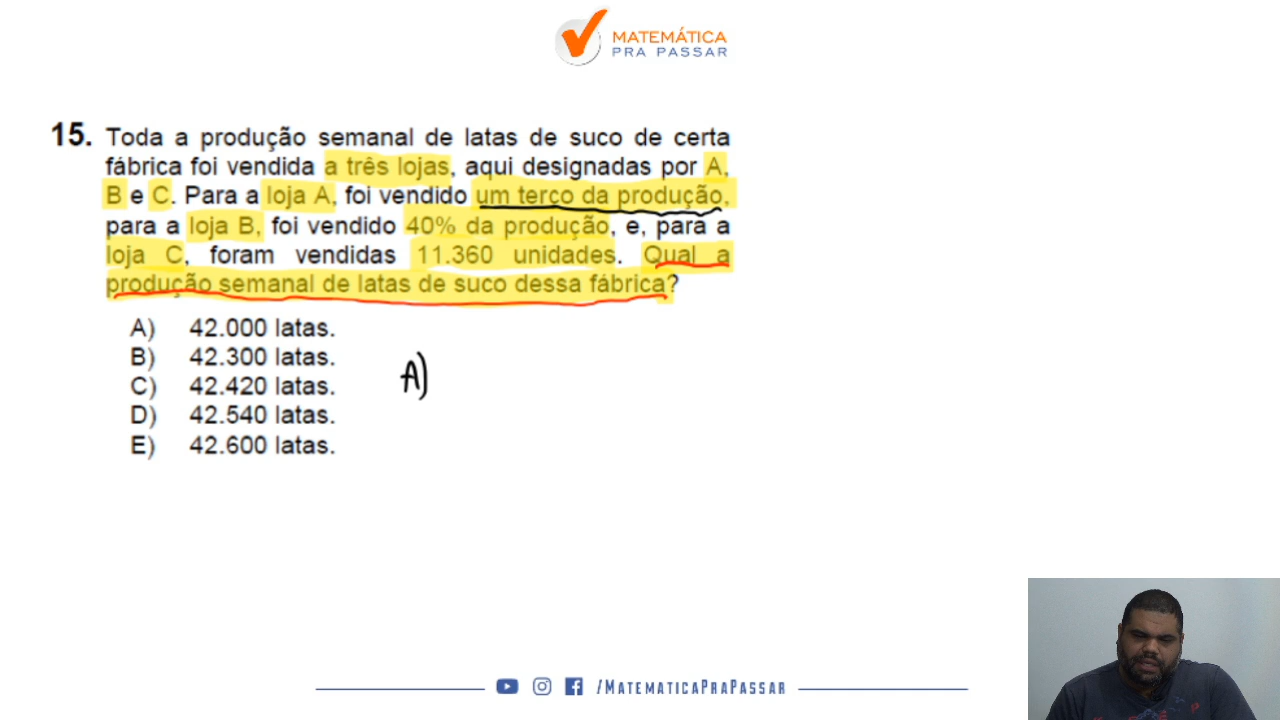 MATEMÁTICA
PRA PASSAR
15. Toda a produção semanal de latas de suco de certa
fábrica foi vendida a três lojas, aqui designadas por A,
B e C. Para a loja A, foi vendido um terço da produção,
para a loja B, foi vendido 40% da produção, e, para a
loja C, foram vendidas 11.360 unidades. Qual a
produção semanal de latas de suco dessa fábrica?
A) 42.000 latas.
B) 42.300 latas.
C) 42.420 latas.
D) 42.540 latas.
E) 42.600 latas.
A)
/MATEMATICAPRAPASSAR